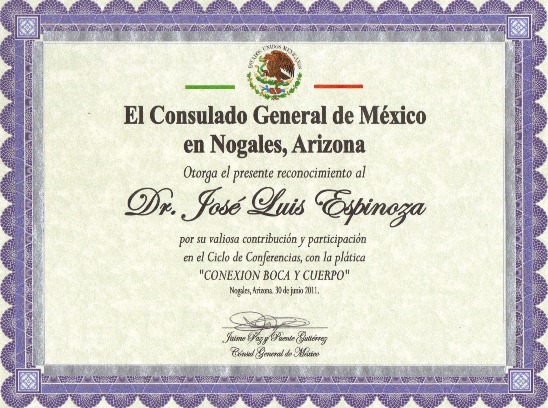 ESTADOS UNIDOS MEXICANOS
El Consulado General de México
en Nogales, Arizona
Otorga el presente reconocimiento al
Dr. José Luis Espinoza
por su valiosa contribución y participación
en el Ciclo de Conferencias, con la plática
"CONEXION BOCA Y CUERPO"
Nogales, Arizona. 30 de junio 2011.
Jaime Paz y Puente Gutiérrez
Cónsul General de México